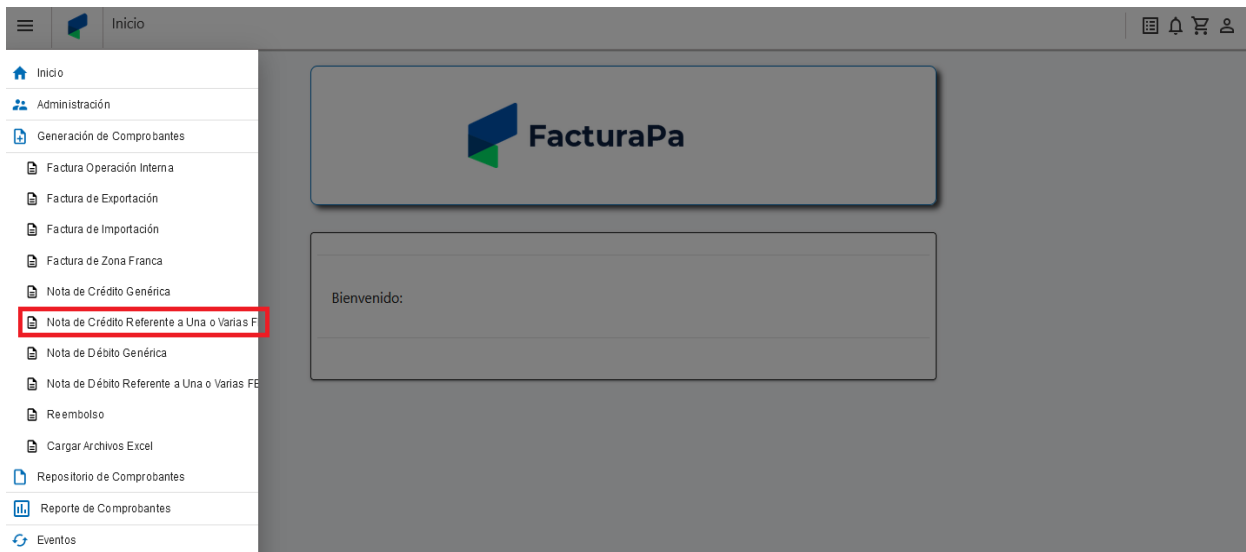 Inicio
Inicio
Administración
Generación de Comprobantes
Factura Operación Interna
Factura de Exportación
Factura de Importación
Factura de Zona Franca
Nota de Crédito Genérica
Nota de Crédito Referente a Una o Varias F
Nota de Débito Genérica
Nota de Débito Referente a Una o Varias FE
Reembolso
Cargar Archivos Excel
Repositorio de Comprobantes
Reporte de Comprobantes
Eventos
FacturaPa
Bienvenido: